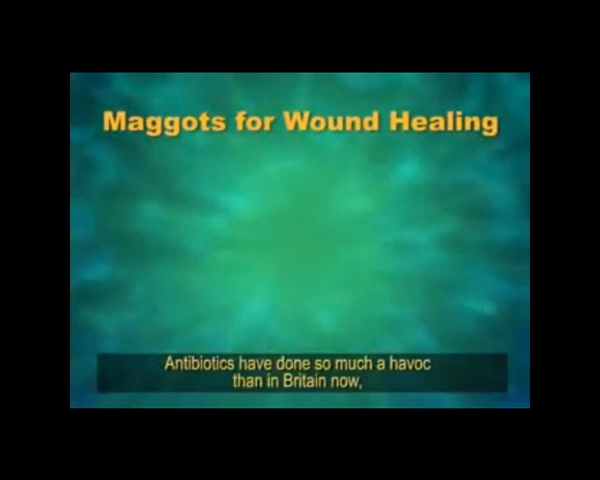 Maggots for Wound Healing
Antibiotics have done so much a havoc
than in Britain now,